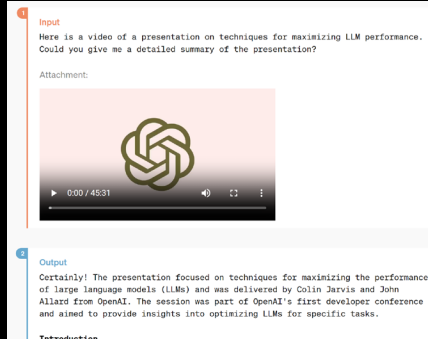 1
Input
Here is a video of a presentation on techniques for maximizing LLM performance.
Could you give me a detailed summary of the presentation?
Attachment:
0:00 / 45:31
2
Output
Certainly! The presentation focused on techniques for maximizing the performance
of large language models (LLMs) and was delivered by Colin Jarvis and John
Allard from OpenAI. The session was part of OpenAI's first developer conference
and aimed to provide insights into optimizing LLMs for specific tasks.
Introduction